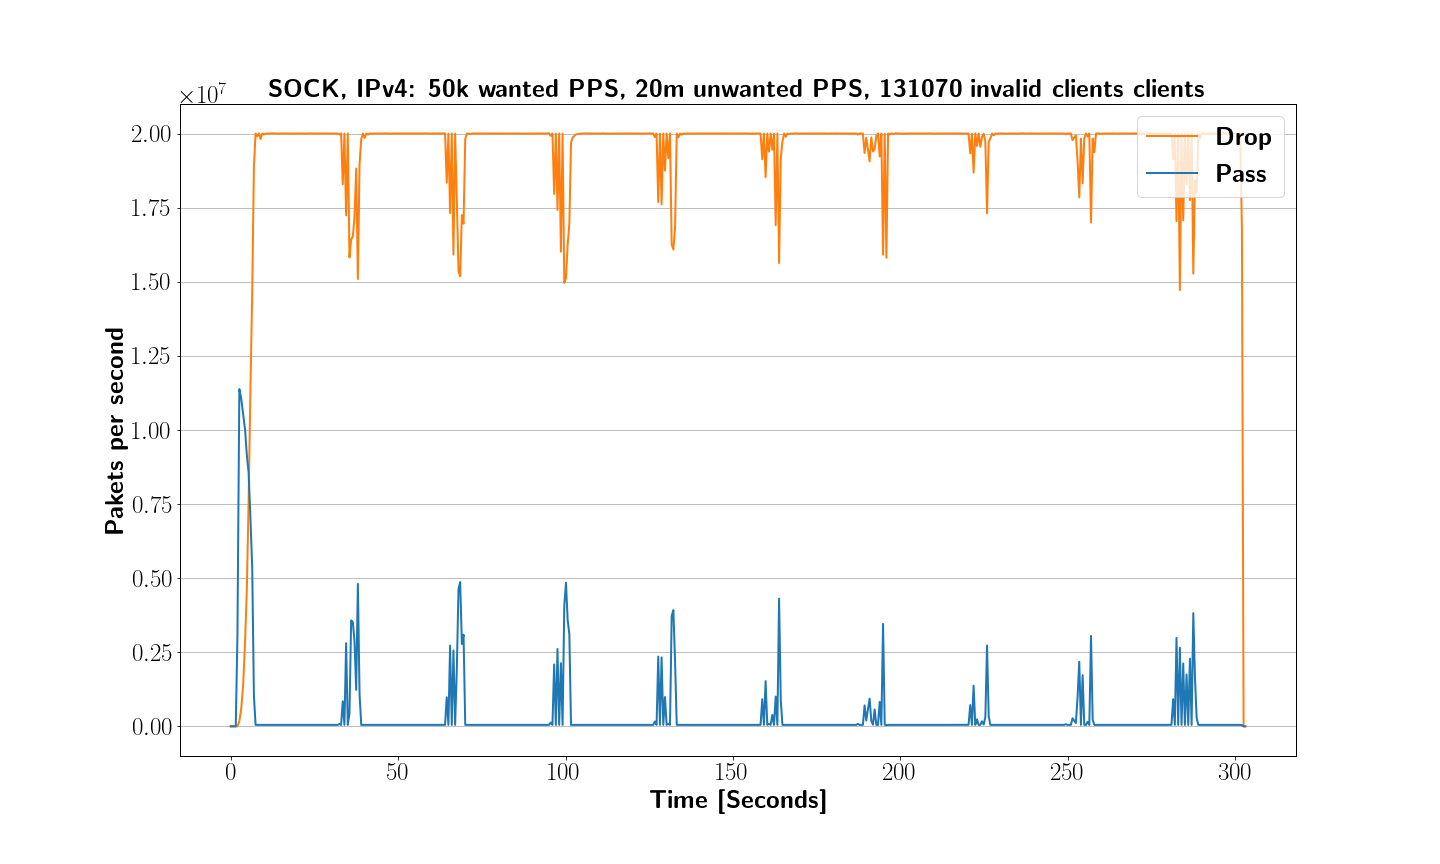 SOCK, IPv4: 50k wanted PPS, 20m unwanted PPS, 131070 invalid clients clients
×10⁷
2.00
1.75
1.50
1.25
1.00
0.75
0.50
0.25
0.00
Pakets per second
Drop
Pass
0 50 100 150 200 250 300
Time [Seconds]